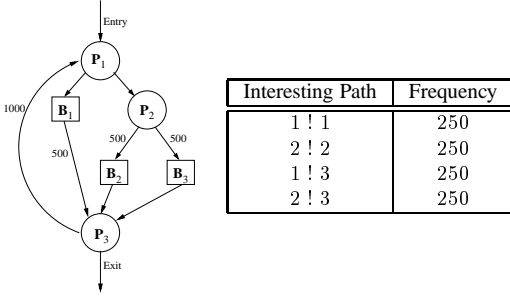 Entry
P1
1000
B1
P2
500
500
500
B2
B3
P3
Exit
Interesting Path Frequency
1 ! 1 250
2 ! 2 250
1 ! 3 250
2 ! 3 250